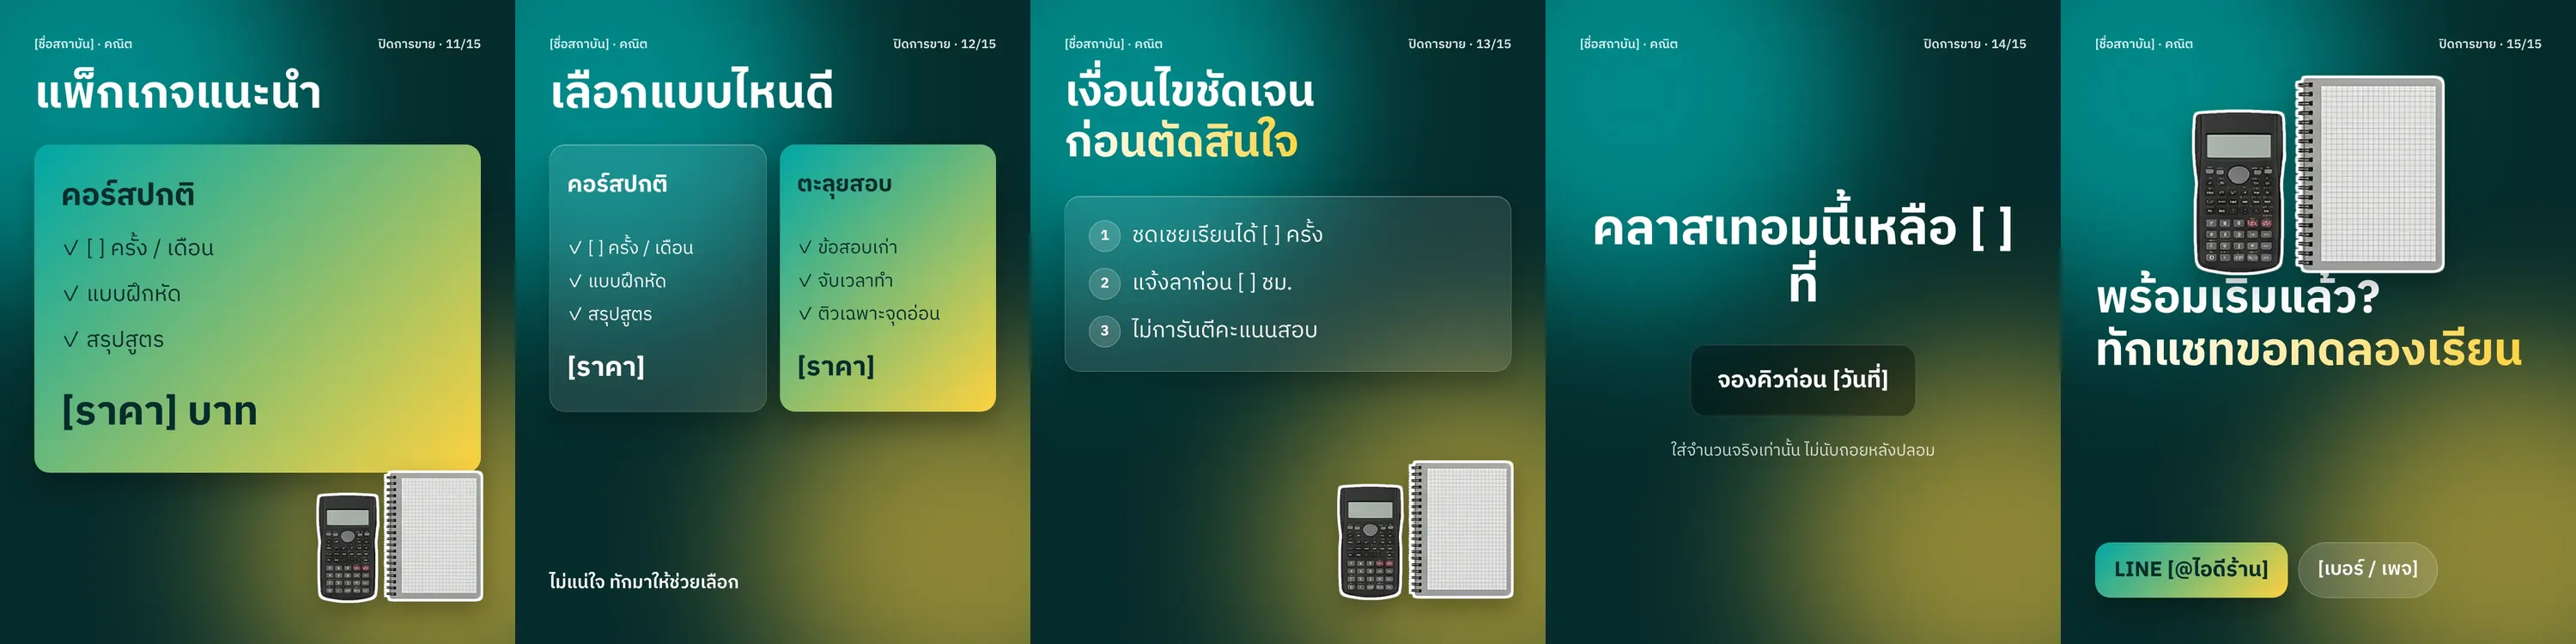 [ชื่อสถาบัน] · คณิต
ปิดการขาย · 11/15
แพ็กเกจแนะนำ
คอร์สปกติ
✓ [ ] ครั้ง / เดือน
✓ แบบฝึกหัด
✓ สรุปสูตร
[ราคา] บาท
[ชื่อสถาบัน] · คณิต
ปิดการขาย · 12/15
เลือกแบบไหนดี
คอร์สปกติ
✓ [ ] ครั้ง / เดือน
✓ แบบฝึกหัด
✓ สรุปสูตร
[ราคา]
ตะลุยสอบ
✓ ข้อสอบเก่า
✓ จับเวลาทำ
✓ ติวเฉพาะจุดอ่อน
[ราคา]
ไม่แน่ใจ ทักมาให้ช่วยเลือก
[ชื่อสถาบัน] · คณิต
ปิดการขาย · 13/15
เงื่อนไขชัดเจน
ก่อนตัดสินใจ
1 ชดเชยเรียนได้ [ ] ครั้ง
2 แจ้งลาก่อน [ ] ชม.
3 ไม่การันตีคะแนนสอบ
[ชื่อสถาบัน] · คณิต
ปิดการขาย · 14/15
คลาสเทอมนี้เหลือ [ ]
ที่
จองคิวก่อน [วันที่]
ใส่จำนวนจริงเท่านั้น ไม่นับถอยหลังปลอม
[ชื่อสถาบัน] · คณิต
ปิดการขาย · 15/15
พร้อมเริ่มแล้ว?
ทักแชทขอทดลองเรียน
LINE [@ไอดีร้าน]
[เบอร์ / เพจ]